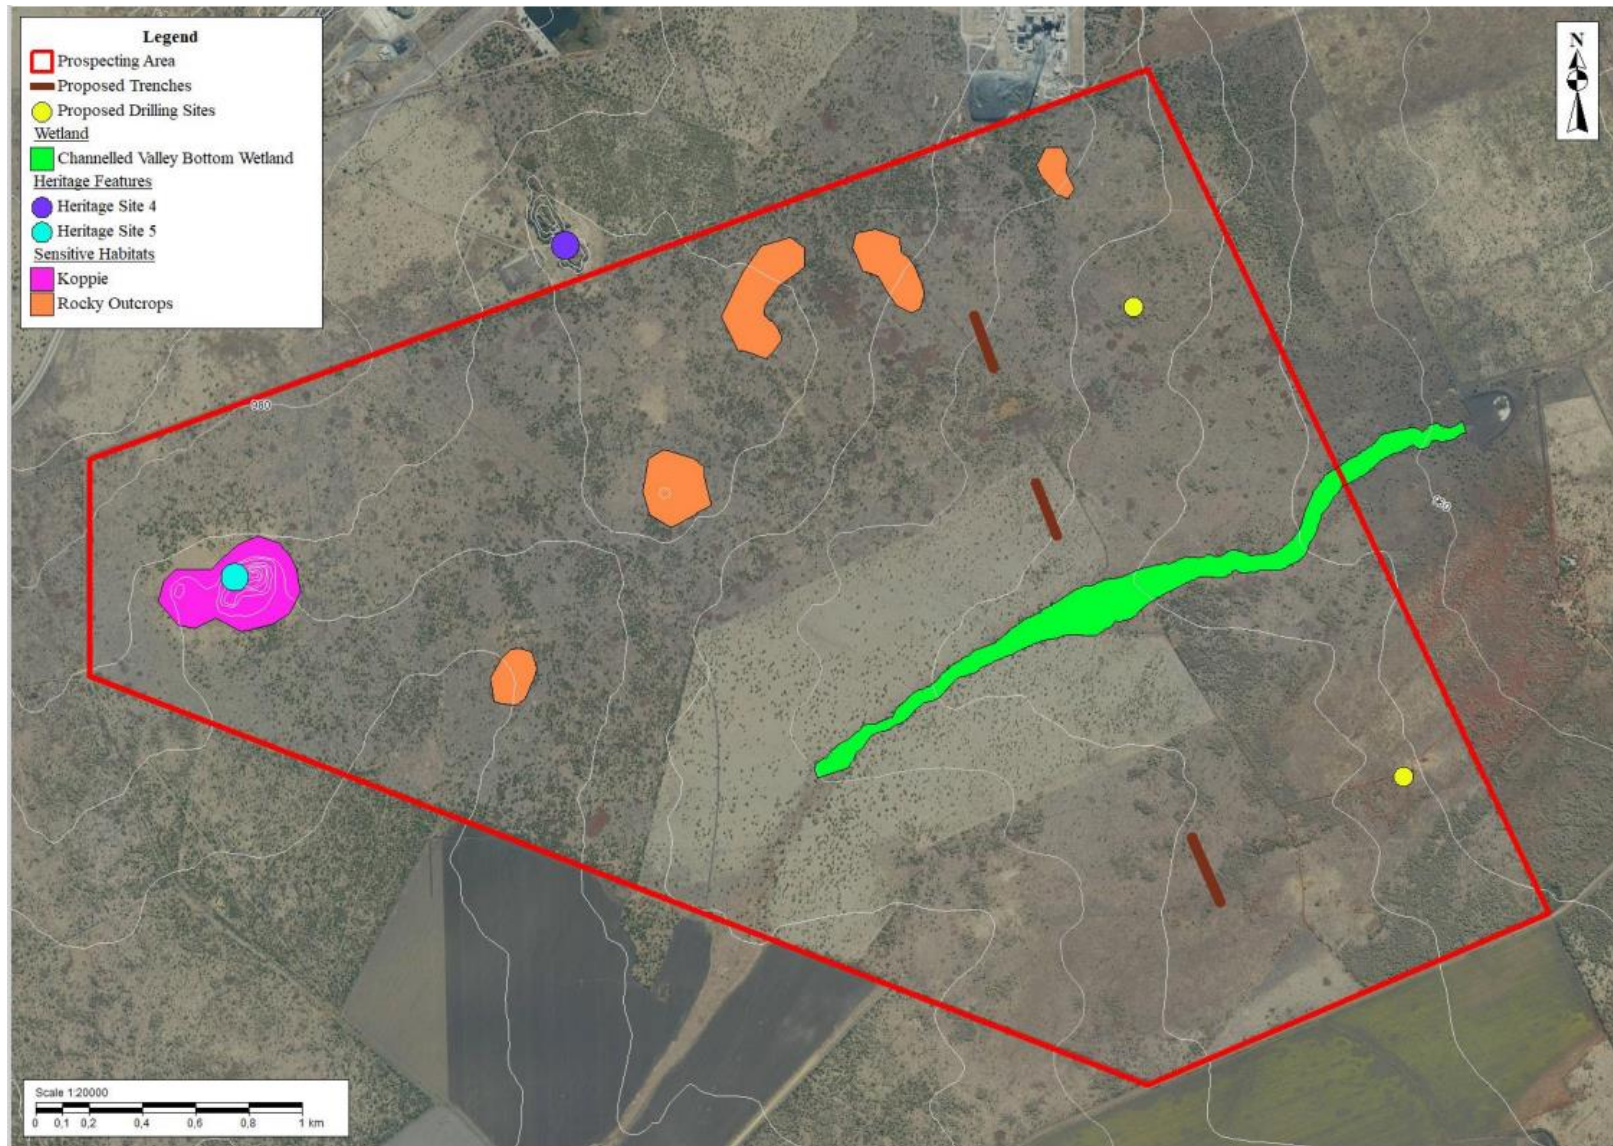 Legend
Prospecting Area
Proposed Trenches
Proposed Drilling Sites
Wetland
Channelled Valley Bottom Wetland
Heritage Features
Heritage Site 4
Heritage Site 5
Sensitive Habitats
Koppie
Rocky Outcrops
N
980
Scale 1:20000
0 0,1 0,2 0,4 0,6 0,8 1 km